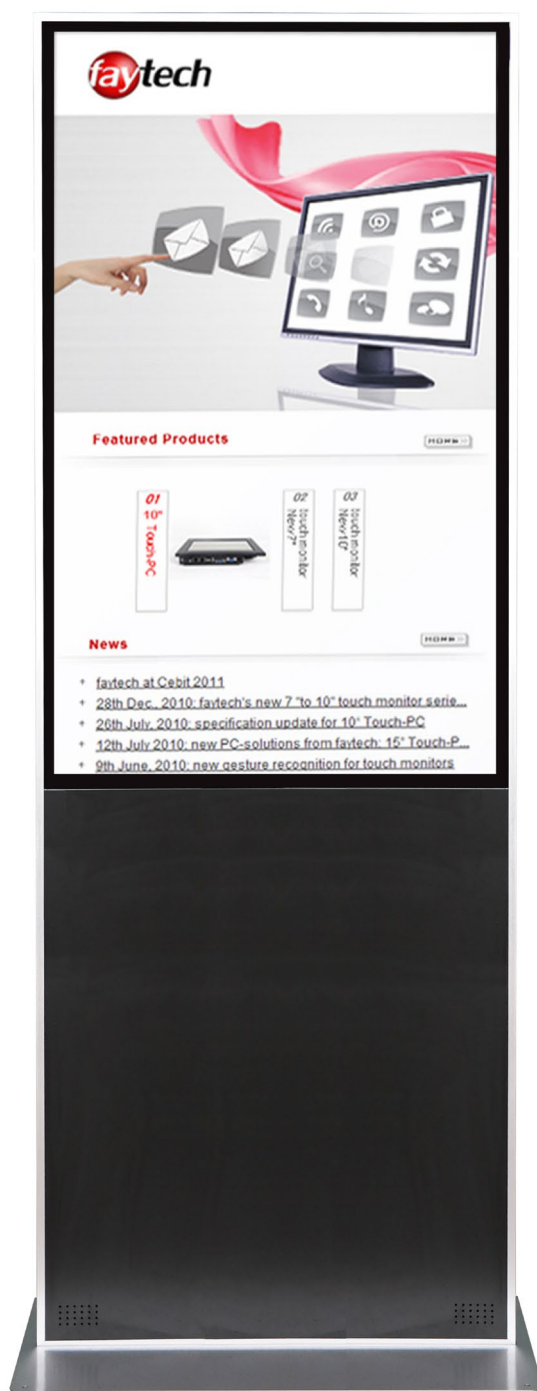 faytech
Featured Products
MORE »
01
10" Touch-PC
02
touch monitor
New 7"
03
touch monitor
New 10"
News
MORE »
faytech at Cebit 2011
28th Dec., 2010: faytech's new 7 "to 10" touch monitor serie...
26th July, 2010: specification update for 10" Touch-PC
12th July 2010: new PC-solutions from faytech: 15" Touch-P...
9th June, 2010: new gesture recognition for touch monitors